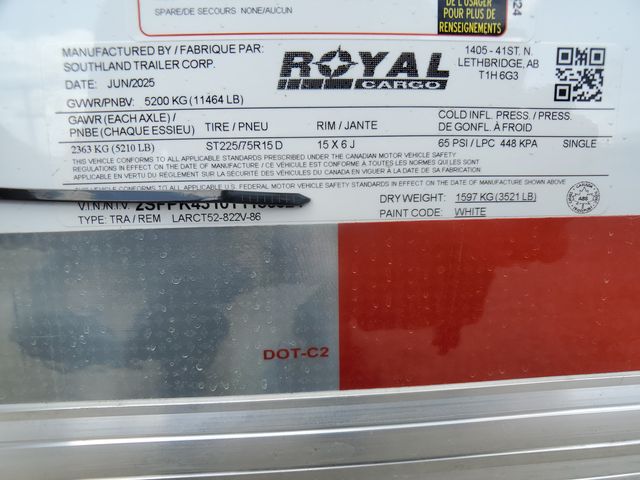 SPARE/DE SECOURS NONE/AUCUN
DE L'USAGER
POUR PLUS DE
RENSEIGNEMENTS
24
MANUFACTURED BY / FABRIQUE PAR:
SOUTHLAND TRAILER CORP.
DATE: JUN/2025
ROYAL
CARGO
1405 - 41ST. N.
LETHBRIDGE, AB
T1H 6G3
GVWR/PNBV: 5200 KG (11464 LB)
GAWR (EACH AXLE) /
PNBE (CHAQUE ESSIEU)
TIRE / PNEU
RIM / JANTE
COLD INFL. PRESS. / PRESS.
DE GONFL. À FROID
2363 KG (5210 LB) ST225/75R15 D 15 X 6 J 65 PSI / LPC 448 KPA SINGLE
THIS VEHICLE CONFORMS TO ALL APPLICABLE STANDARDS PRESCRIBED UNDER THE CANADIAN MOTOR VEHICLE SAFETY
REGULATIONS IN EFFECT ON THE DATE OF MANUFACTURE / CE VÉHICULE EST CONFORME À TOUTES LES NORMES QUI LES SONT
APPLICABLE EN VERTU DU RÈGLEMENT SUR LA SÉCURITÉ DES VÉHICULES DU CANADA EN VIGUEUR À LA DATE DE SA FABRICATION
THIS VEHICLE CONFORMS TO ALL APPLICABLE U.S. FEDERAL MOTOR VEHICLE SAFETY STANDARDS IN EFFECT ON THE DATE OF MANUFACTURE SHOWN ABOVE
V.I.N./N.I.V.
DRY WEIGHT: 1597 KG (3521 LB)
TYPE: TRA / REM LARCT52-822V-86
PAINT CODE: WHITE
DOT-C2